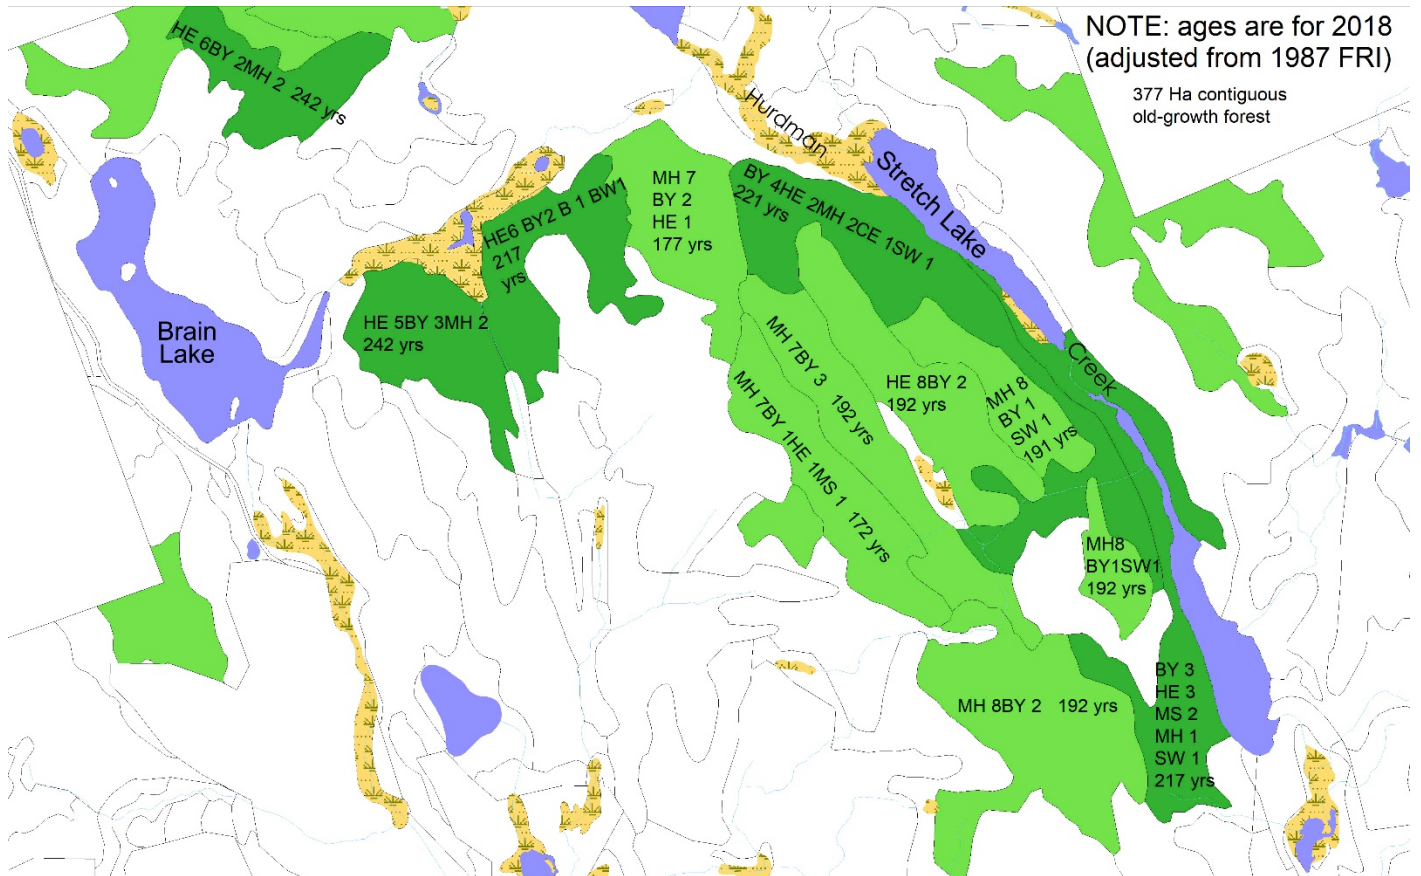 NOTE: ages are for 2018
(adjusted from 1987 FRI)
377 Ha contiguous
old-growth forest
HE 6BY 2MH 2 242 yrs
Hurdman
Stretch Lake
Creek
Brain
Lake
HE 5BY 3MH 2
242 yrs
HE6 BY2 B 1 BW1
217
yrs
MH 7
BY 2
HE 1
177 yrs
BY 4HE 2MH 2CE 1SW 1
221 yrs
MH 7BY 3 192 yrs
MH 7BY 1HE 1MS 1 172 yrs
HE 8BY 2
192 yrs
MH 8
BY 1
SW 1
191 yrs
MH8
BY1SW1
192 yrs
MH 8BY 2 192 yrs
BY 3
HE 3
MS 2
MH 1
SW 1
217 yrs